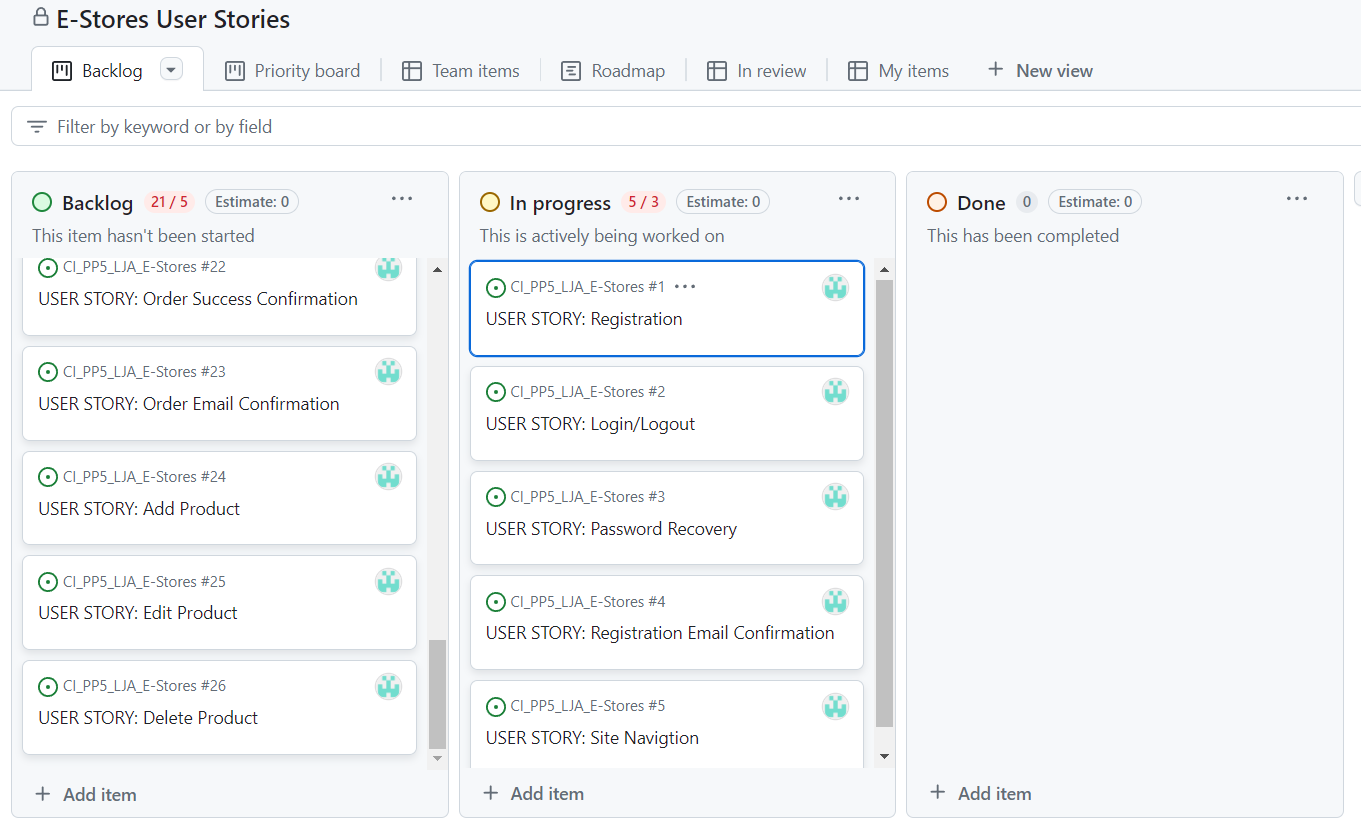 E-Stores User Stories
Backlog
Priority board
Team items
Roadmap
In review
My items
New view
Filter by keyword or by field
Backlog 21 / 5 Estimate: 0
This item hasn't been started
CI_PP5_LJA_E-Stores #22
USER STORY: Order Success Confirmation
CI_PP5_LJA_E-Stores #23
USER STORY: Order Email Confirmation
CI_PP5_LJA_E-Stores #24
USER STORY: Add Product
CI_PP5_LJA_E-Stores #25
USER STORY: Edit Product
CI_PP5_LJA_E-Stores #26
USER STORY: Delete Product
Add item
In progress 5 / 3 Estimate: 0
This is actively being worked on
CI_PP5_LJA_E-Stores #1
USER STORY: Registration
CI_PP5_LJA_E-Stores #2
USER STORY: Login/Logout
CI_PP5_LJA_E-Stores #3
USER STORY: Password Recovery
CI_PP5_LJA_E-Stores #4
USER STORY: Registration Email Confirmation
CI_PP5_LJA_E-Stores #5
USER STORY: Site Navigtion
Add item
Done 0 Estimate: 0
This has been completed
Add item